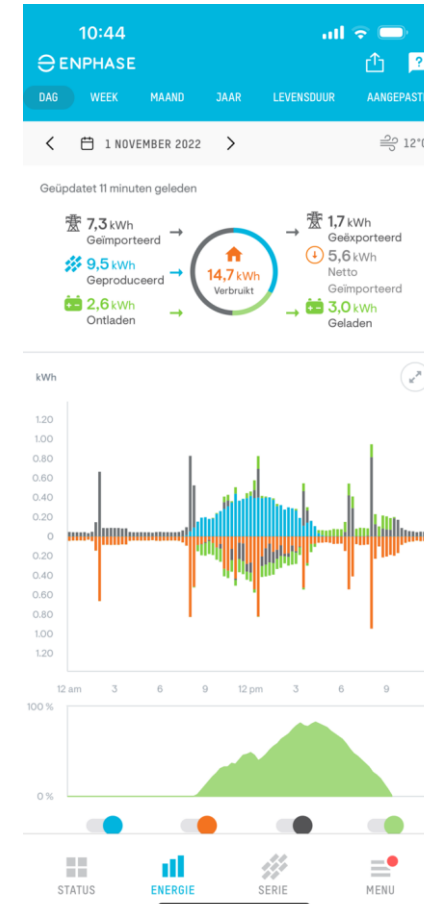 10:44
ENPHASE
?
DAG WEEK MAAND JAAR LEVENSDUUR AANGEPAST
1 NOVEMBER 2022
12°C
Geüpdatet 11 minuten geleden
7,3 kWh
Geïmporteerd
9,5 kWh
Geproduceerd
2,6 kWh
Ontladen
14,7 kWh
Verbruikt
1,7 kWh
Geëxporteerd
5,6 kWh
Netto
Geïmporteerd
3,0 kWh
Geladen
kWh
1.20
1.00
0.80
0.60
0.40
0.20
0
0.20
0.40
0.60
0.80
1.00
1.20
12 am 3 6 9 12 pm 3 6 9
100 %
0 %
STATUS ENERGIE SERIE MENU